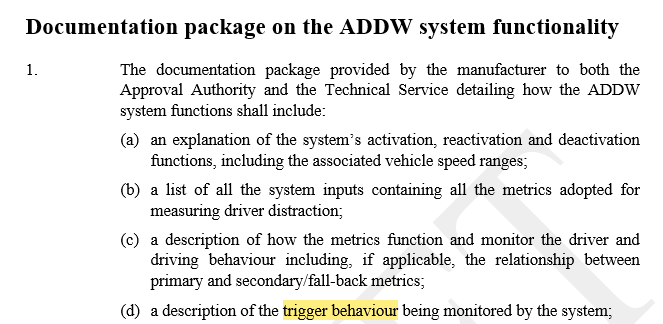 Documentation package on the ADDW system functionality
1. The documentation package provided by the manufacturer to both the
Approval Authority and the Technical Service detailing how the ADDW
system functions shall include:
(a) an explanation of the system's activation, reactivation and deactivation
functions, including the associated vehicle speed ranges;
(b) a list of all the system inputs containing all the metrics adopted for
measuring driver distraction;
(c) a description of how the metrics function and monitor the driver and
driving behaviour including, if applicable, the relationship between
primary and secondary/fall-back metrics;
(d) a description of the trigger behaviour being monitored by the system;